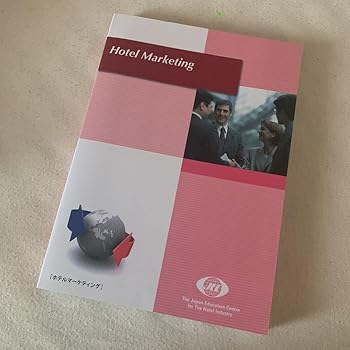 Hotel Marketing
[ホテルマーケティング]
The Japan Education Centre
for The Hotel Industry